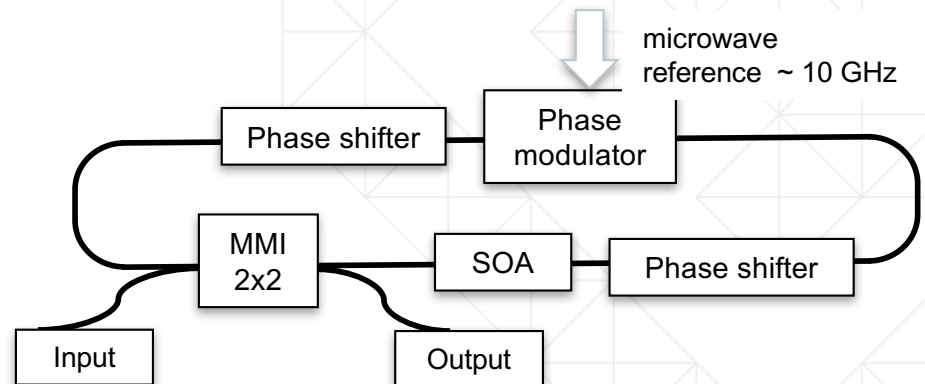 microwave
reference ~ 10 GHz
Phase shifter
Phase
modulator
MMI
2x2
SOA
Phase shifter
Input
Output